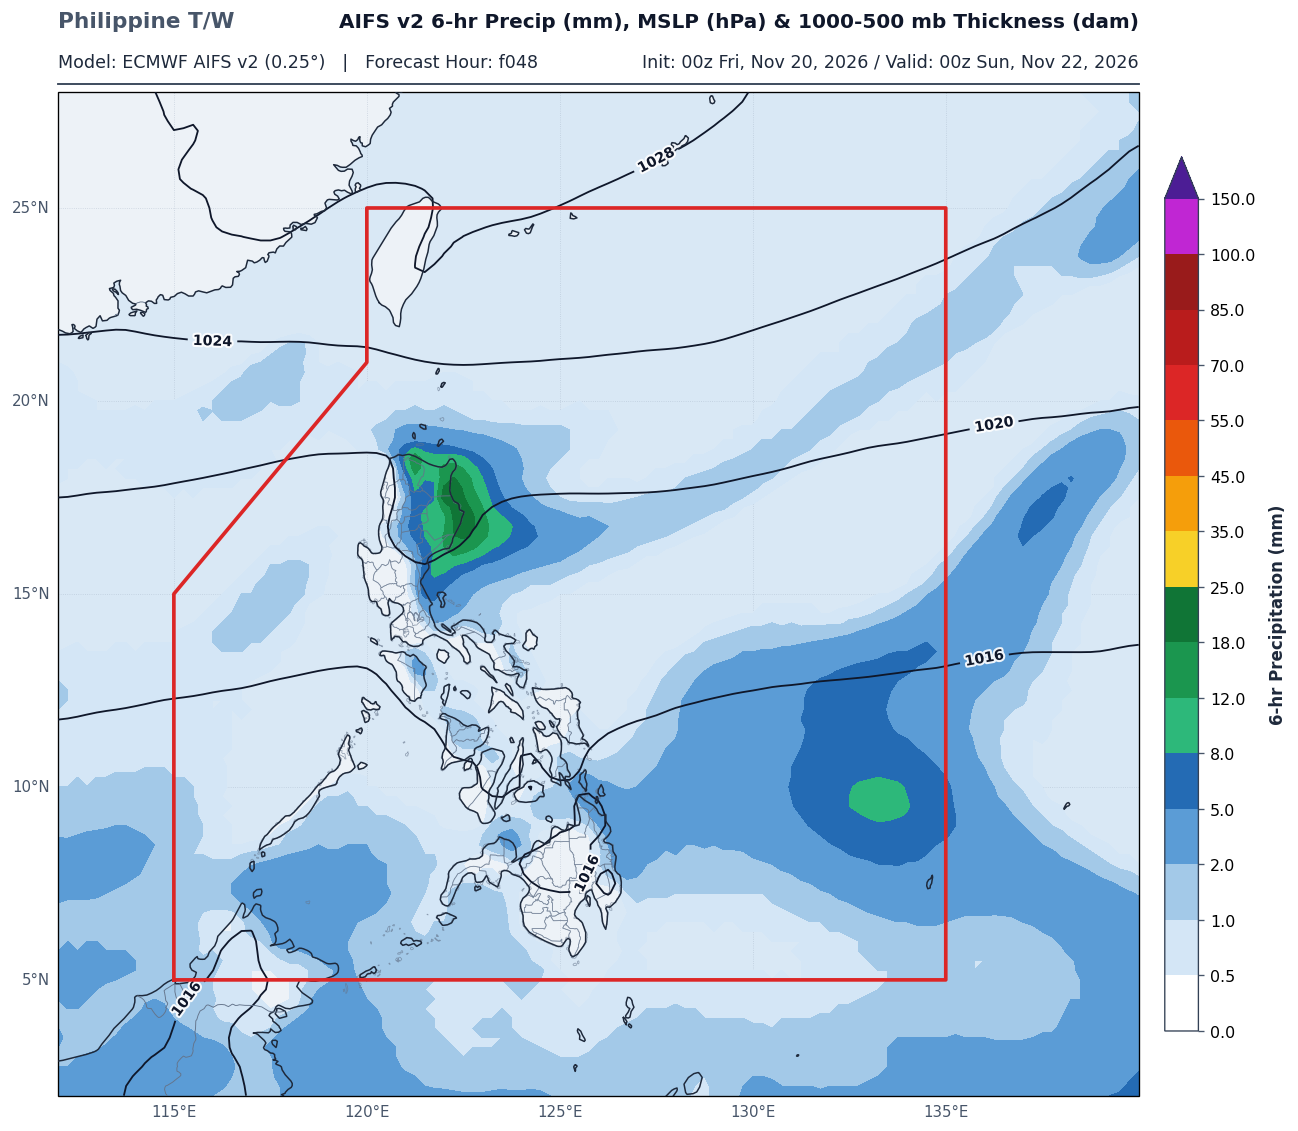 Philippine T/W
AIFS v2 6-hr Precip (mm), MSLP (hPa) & 1000-500 mb Thickness (dam)
Model: ECMWF AIFS v2 (0.25°) | Forecast Hour: f048
Init: 00z Fri, Nov 20, 2026 / Valid: 00z Sun, Nov 22, 2026
25°N
20°N
15°N
10°N
5°N
1028
1024
1020
1016
1016
1016
115°E
120°E
125°E
130°E
135°E
150.0
100.0
85.0
70.0
55.0
45.0
35.0
25.0
18.0
12.0
8.0
5.0
2.0
1.0
0.5
0.0
6-hr Precipitation (mm)